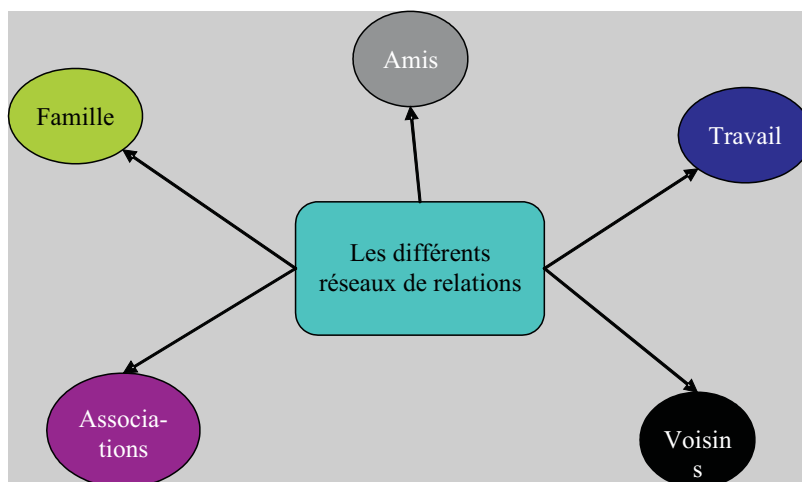 Amis
Famille
Travail
Les différents
réseaux de relations
Associa-
tions
Voisin
s